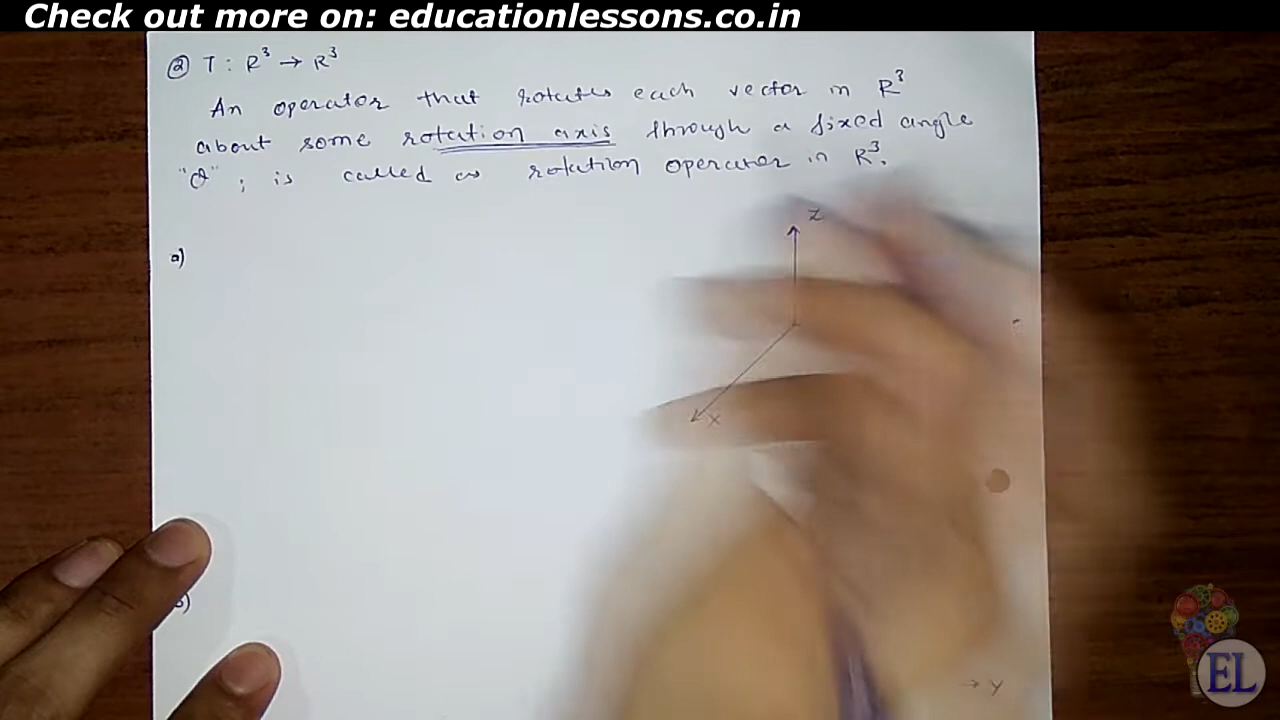 Check out more on: educationlessons.co.in
② T : R³ → R³
An operator that rotates each vector in R³
about some rotation axis through a fixed angle
"θ" ; is called as rotation operator in R³.
Z
a)
X
b)
→ Y
EL